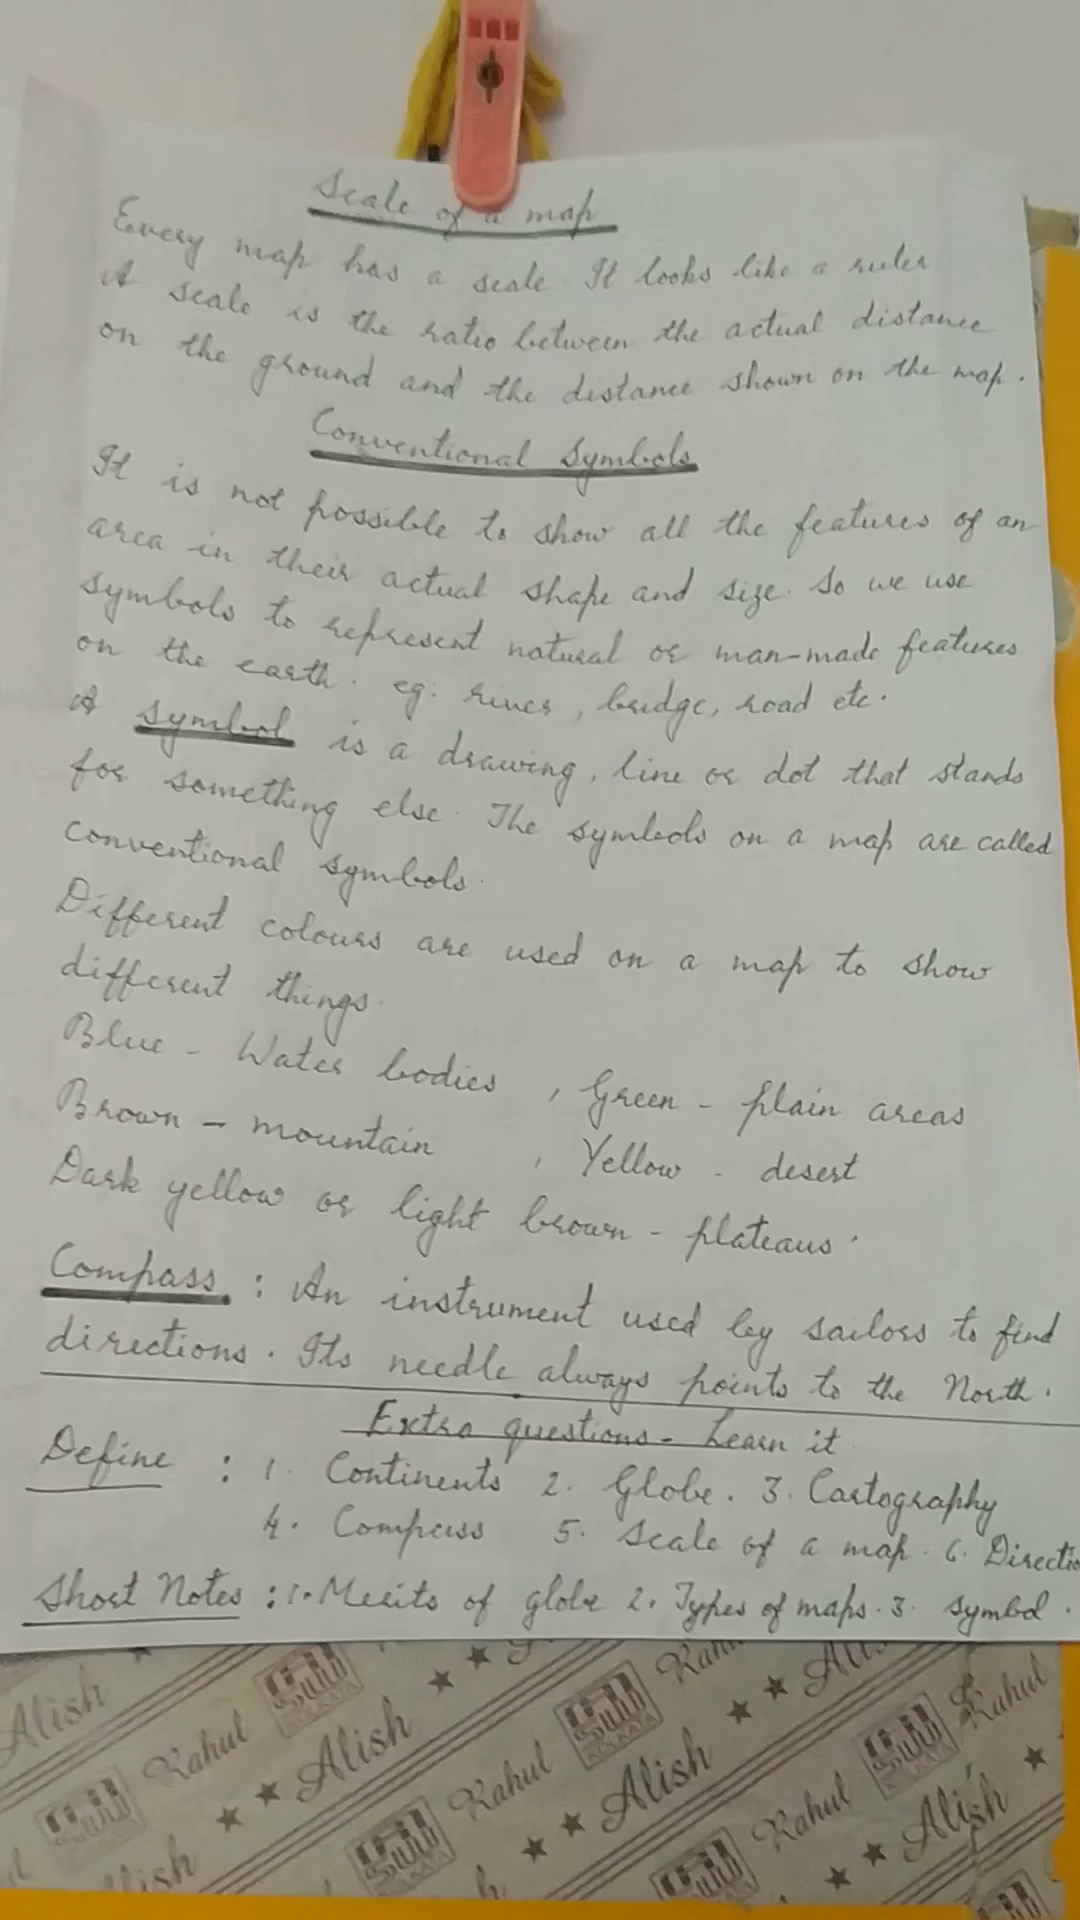 Scale of a map
Every map has a scale. It looks like a ruler
A scale is the ratio between the actual distance
on the ground and the distance shown on the map.
Conventional Symbols
It is not possible to show all the features of an
area in their actual shape and size. So we use
symbols to represent natural or man-made features
on the earth. eg: river, bridge, road etc.
A symbol is a drawing, line or dot that stands
for something else. The symbols on a map are called
conventional symbols.
Different colours are used on a map to show
different things.
Blue - Water bodies , Green - plain areas
Brown - mountain , Yellow - desert
Dark yellow or light brown - plateaus.
Compass : An instrument used by sailors to find
directions. Its needle always points to the North.
Extra questions - Learn it
Define : 1. Continents 2. Globe. 3. Cartography
4. Compass 5. Scale of a map. 6. Directio
Short Notes : 1. Merits of globe 2. Types of maps. 3. symbol.
Alish Rahul Alish Rahul Alish Rahul
Rahul Alish Rahul Alish
KOLKATA